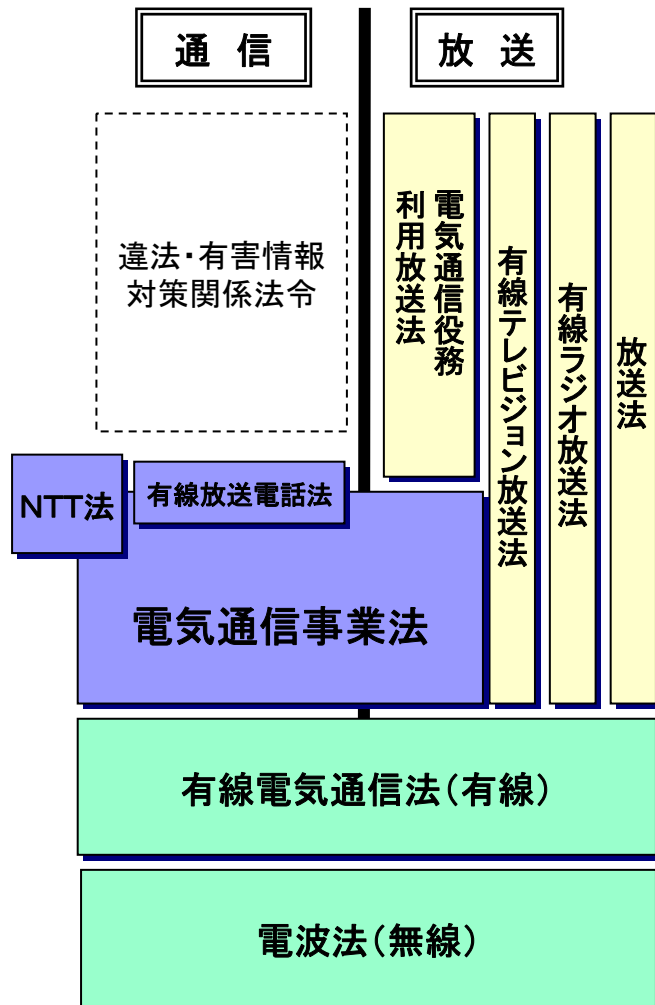 通 信
放 送
違法・有害情報
対策関係法令
電気通信役務
利用放送法
有線テレビジョン放送法
有線ラジオ放送法
放送法
NTT法
有線放送電話法
電気通信事業法
有線電気通信法(有線)
電波法(無線)